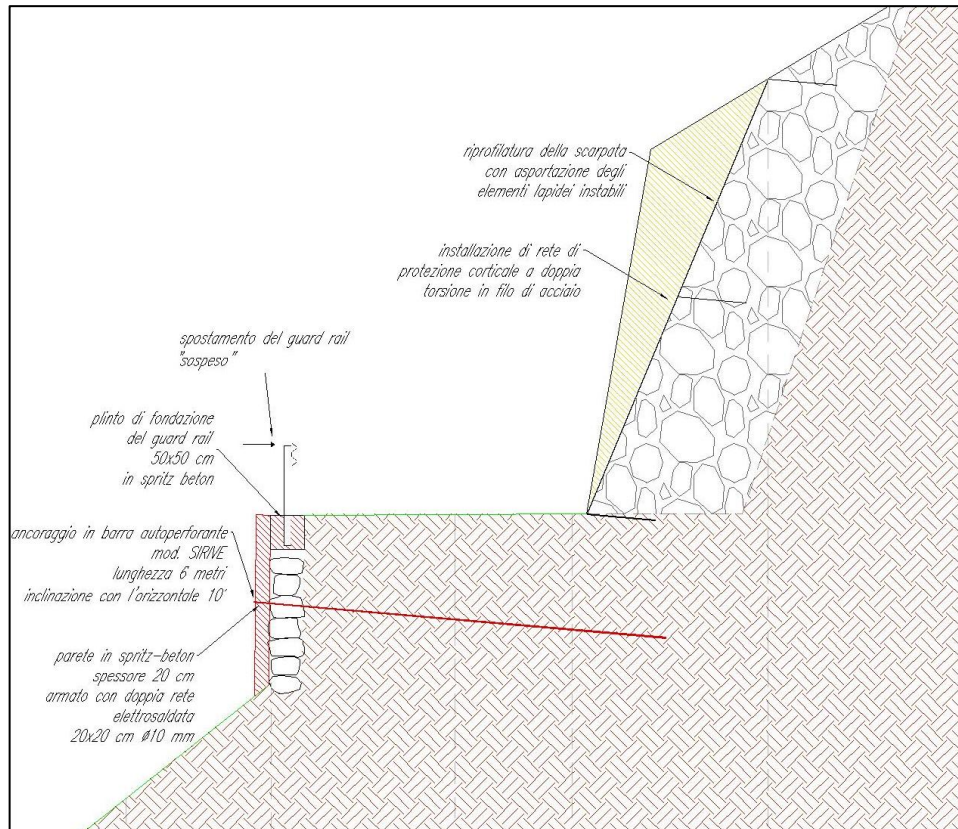 riprofilatura della scarpata
con asportazione degli
elementi lapidei instabili
installazione di rete di
protezione corticale a doppia
torsione in filo di acciaio
spostamento del guard rail
"sospeso"
plinto di fondazione
del guard rail
50x50 cm
in spritz beton
ancoraggio in barra autoperforante
mod. SIRIVE
lunghezza 6 metri
inclinazione con l'orizzontale 10°
parete in spritz-beton
spessore 20 cm
armato con doppia rete
elettrosaldata
20x20 cm ø10 mm